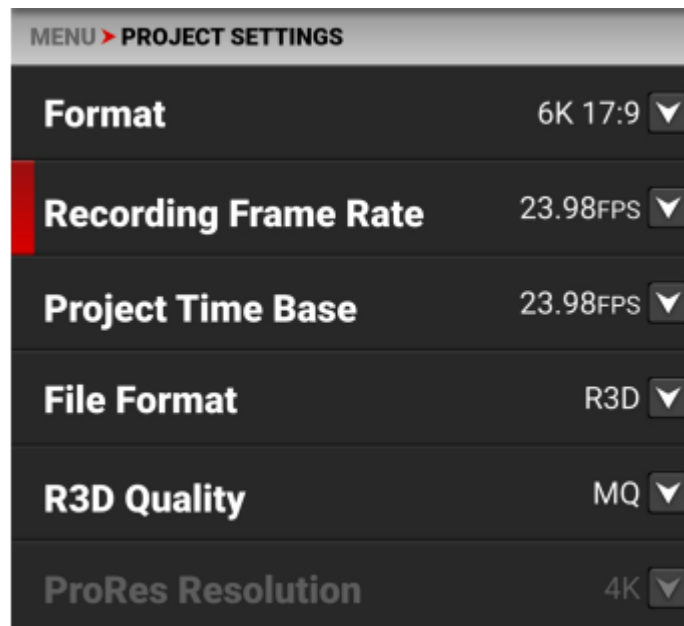 MENU > PROJECT SETTINGS
Format 6K 17:9
Recording Frame Rate 23.98FPS
Project Time Base 23.98FPS
File Format R3D
R3D Quality MQ
ProRes Resolution 4K